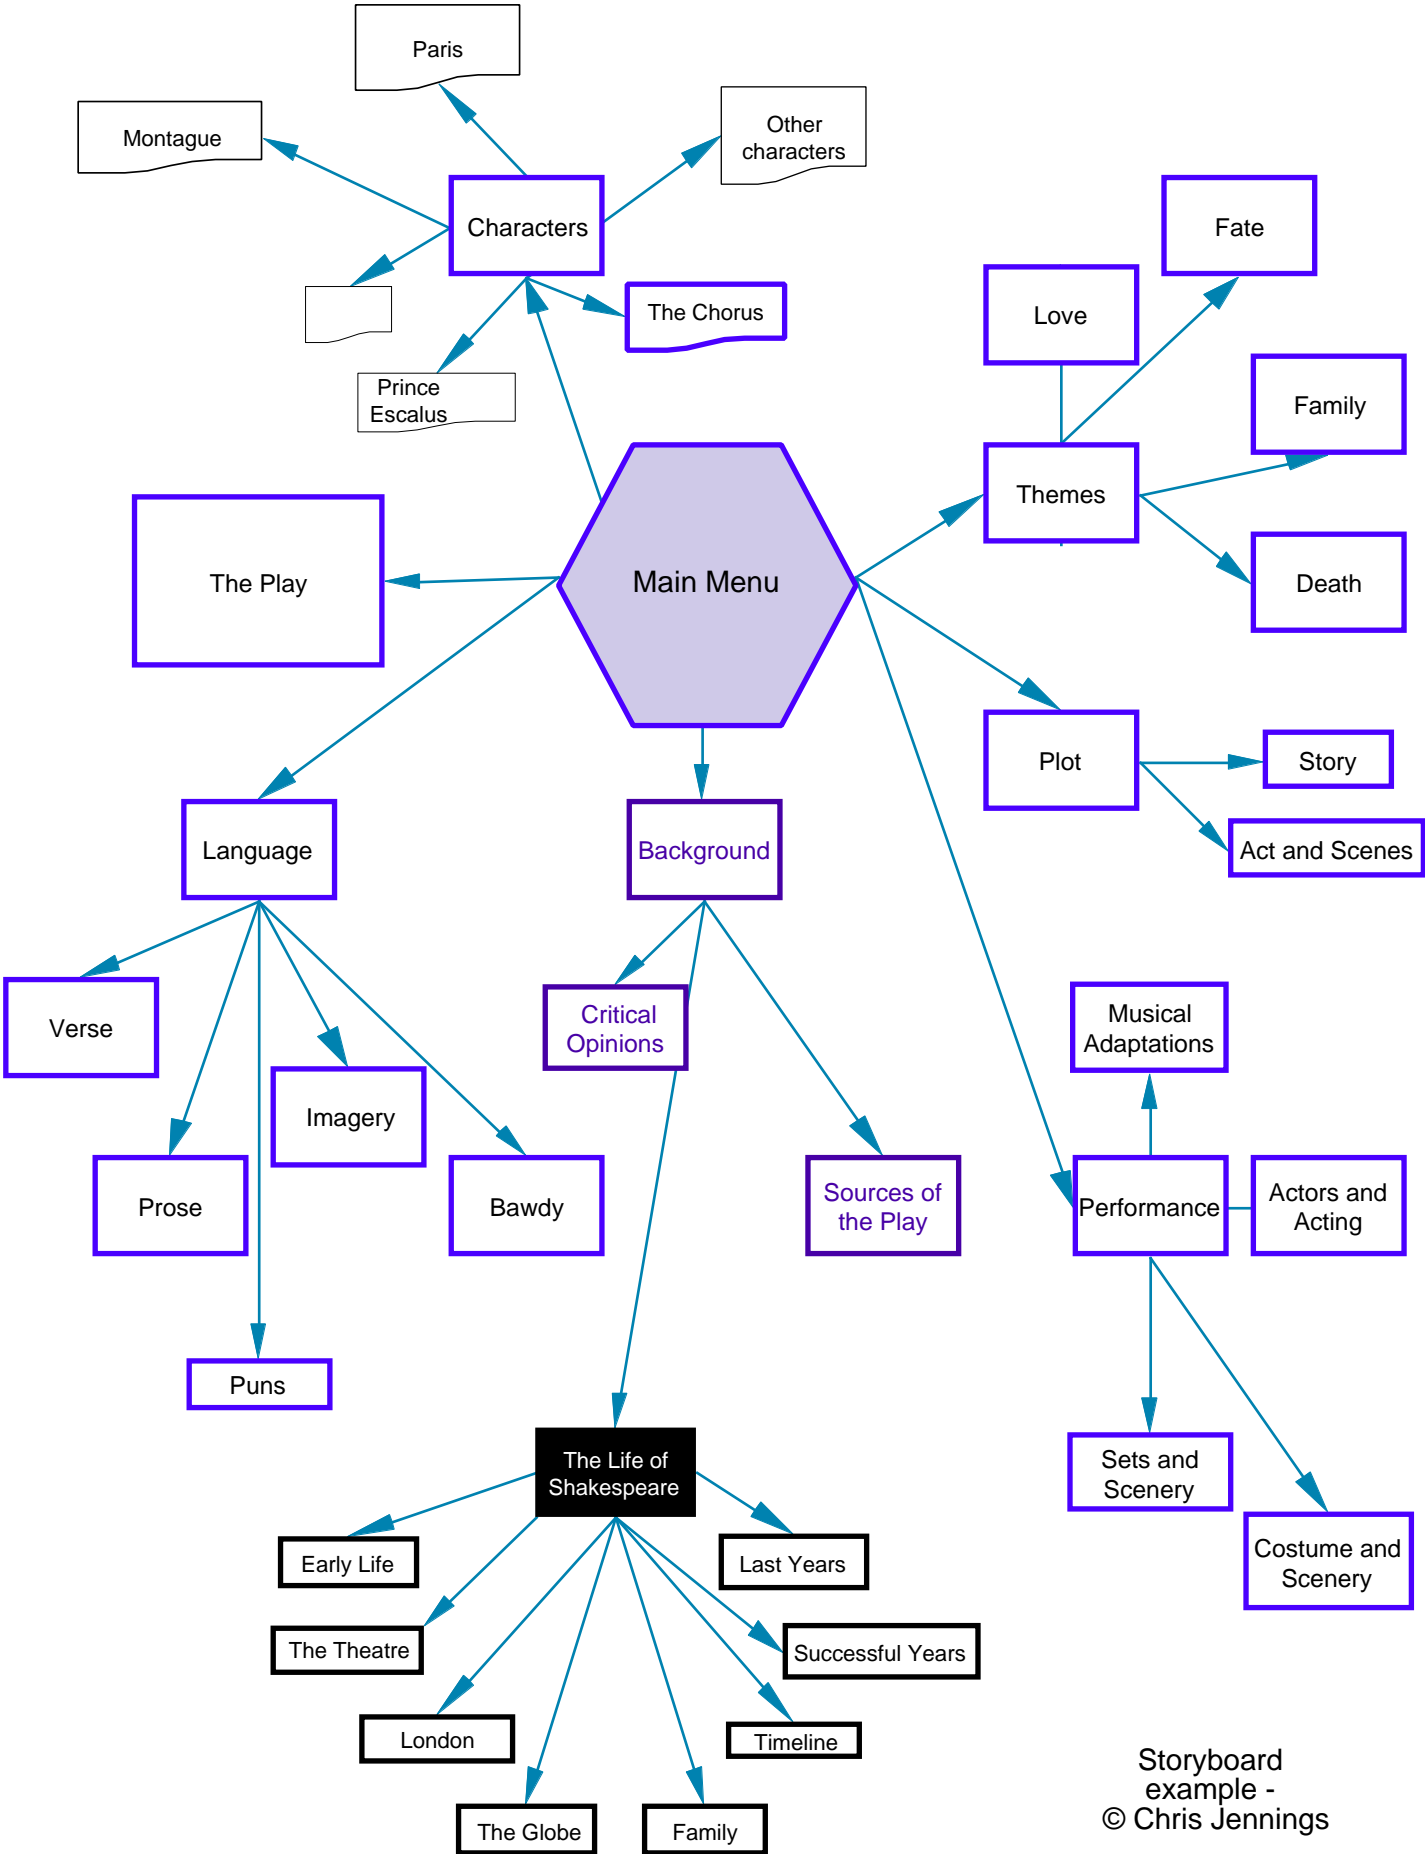 Paris
Montague
Other
characters
Characters
Fate
The Chorus
Love
Prince
Escalus
Family
Themes
The Play
Main Menu
Death
Plot
Story
Language
Background
Act and Scenes
Verse
Critical
Opinions
Musical
Adaptations
Imagery
Prose
Bawdy
Sources of
the Play
Performance
Actors and
Acting
Puns
The Life of
Shakespeare
Sets and
Scenery
Early Life
Last Years
Costume and
Scenery
The Theatre
Successful Years
London
Timeline
The Globe
Family
Storyboard
example -
© Chris Jennings